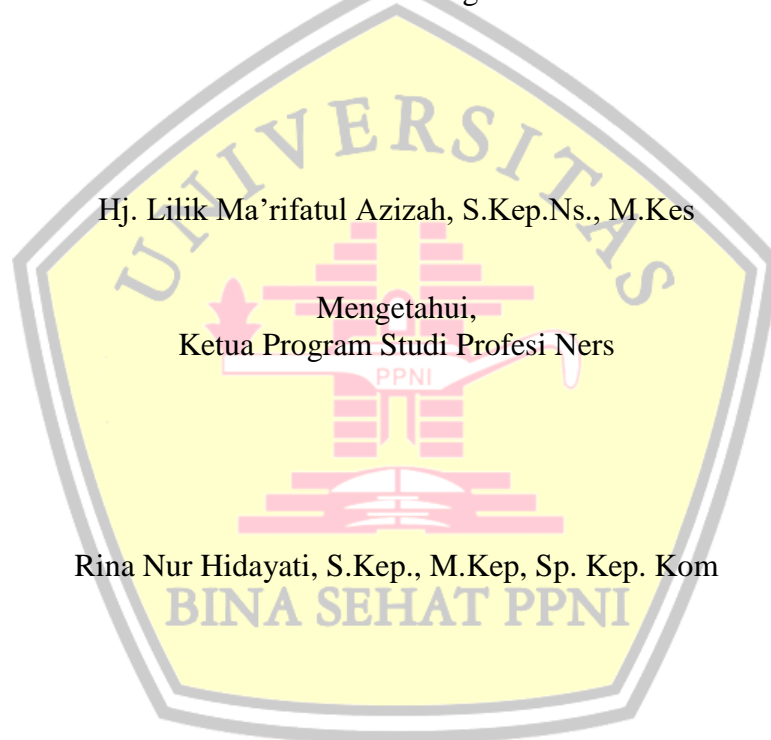 UNIVERSITAS
Hj. Lilik Ma’rifatul Azizah, S.Kep.Ns., M.Kes
Mengetahui,
Ketua Program Studi Profesi Ners
PPNI
Rina Nur Hidayati, S.Kep., M.Kep, Sp. Kep. Kom
BINA SEHAT PPNI